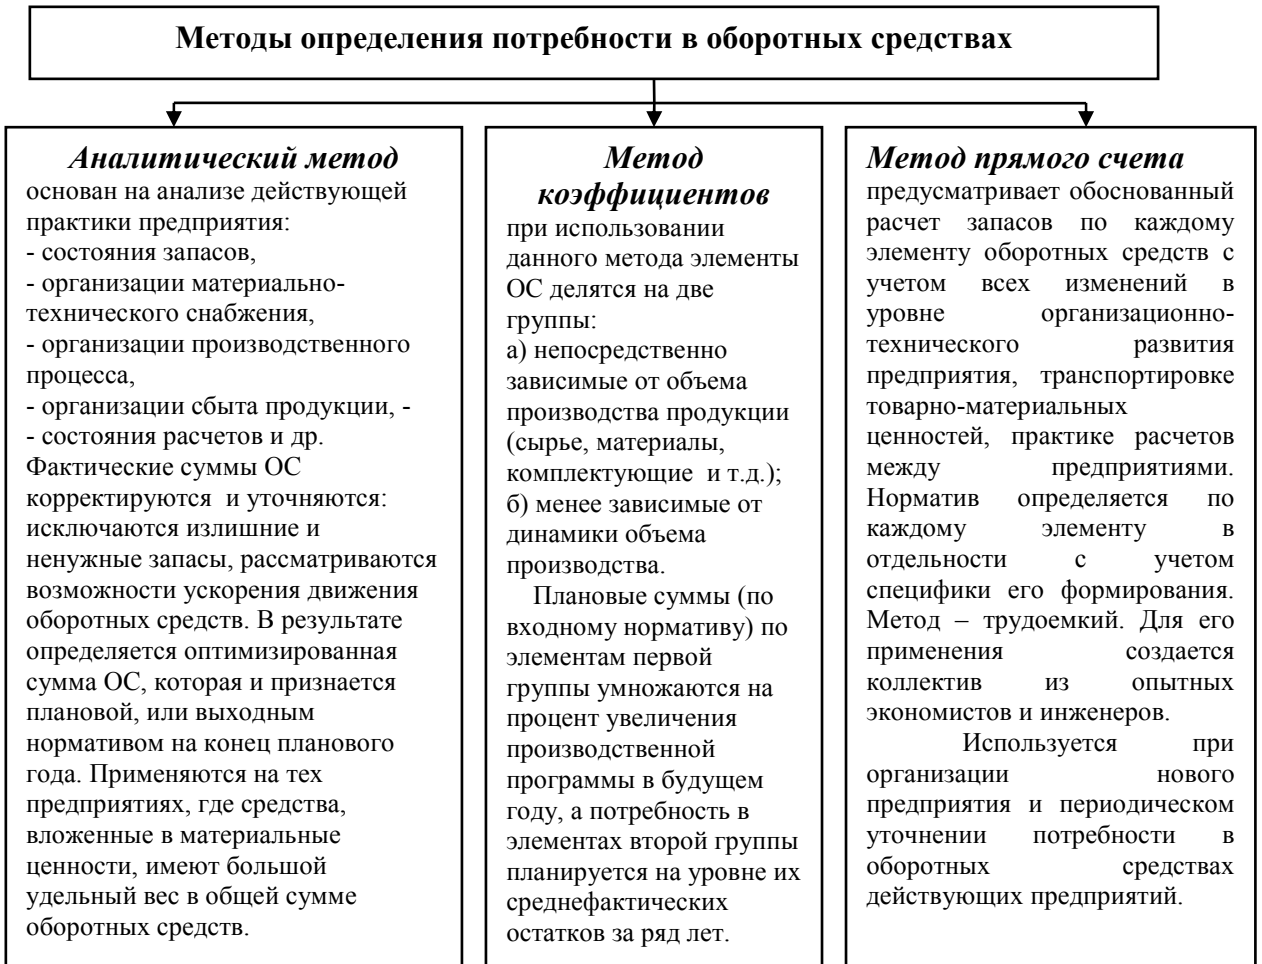 Методы определения потребности в оборотных средствах
Аналитический метод
основан на анализе действующей
практики предприятия:
- состояния запасов,
- организации материально-
технического снабжения,
- организации производственного
процесса,
- организации сбыта продукции, -
- состояния расчетов и др.
Фактические суммы ОС
корректируются  и уточняются:
исключаются излишние и
ненужные запасы, рассматриваются
возможности ускорения движения
оборотных средств. В результате
определяется оптимизированная
сумма ОС, которая и признается
плановой, или выходным
нормативом на конец планового
года. Применяются на тех
предприятиях, где средства,
вложенные в материальные
ценности, имеют большой
удельный вес в общей сумме
оборотных средств.
Метод
коэффициентов
при использовании
данного метода элементы
ОС делятся на две
группы:
а) непосредственно
зависимые от объема
производства продукции
(сырье, материалы,
комплектующие  и т.д.);
б) менее зависимые от
динамики объема
производства.
Плановые суммы (по
входному нормативу) по
элементам первой
группы умножаются на
процент увеличения
производственной
программы в будущем
году, а потребность в
элементах второй группы
планируется на уровне их
среднефактических
остатков за ряд лет.
Метод прямого счета
предусматривает обоснованный
расчет запасов по каждому
элементу оборотных средств с
учетом всех изменений в
уровне организационно-
технического развития
предприятия, транспортировке
товарно-материальных
ценностей, практике расчетов
между предприятиями.
Норматив определяется по
каждому элементу в
отдельности с учетом
специфики его формирования.
Метод – трудоемкий. Для его
применения создается
коллектив из опытных
экономистов и инженеров.
Используется при
организации нового
предприятия и периодическом
уточнении потребности в
оборотных средствах
действующих предприятий.